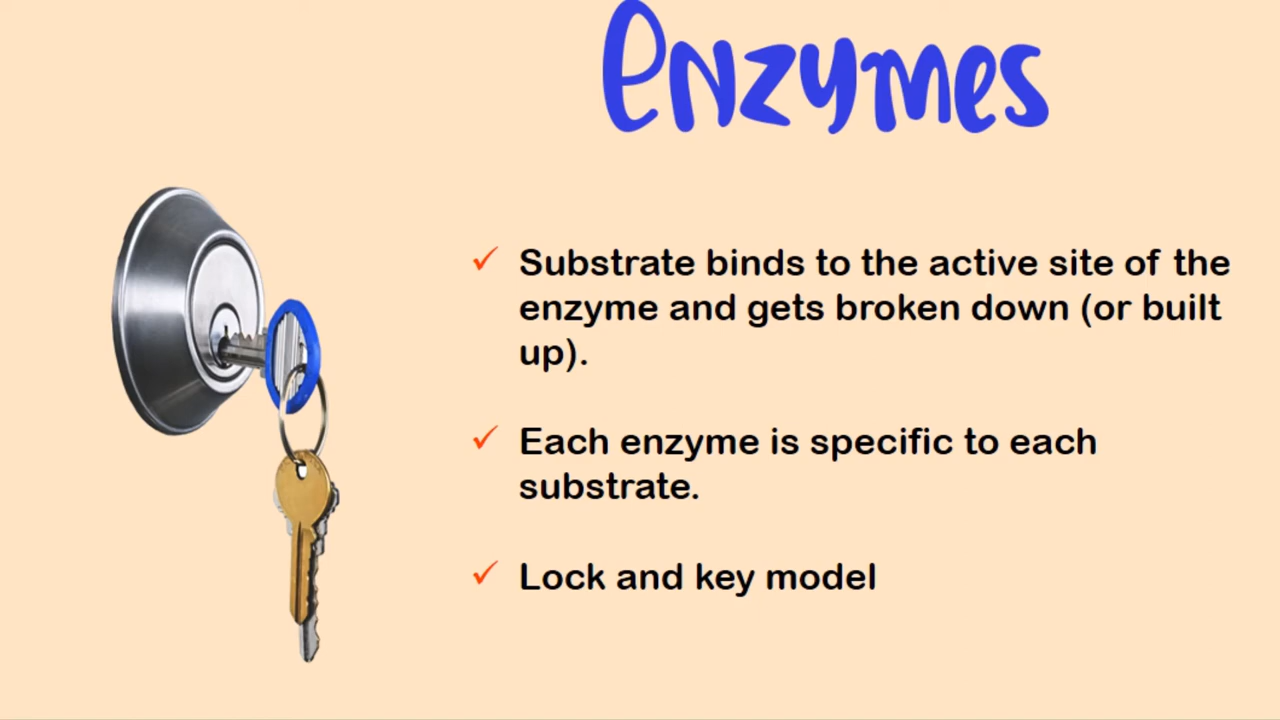 Enzymes
Substrate binds to the active site of the
enzyme and gets broken down (or built
up).
Each enzyme is specific to each
substrate.
Lock and key model